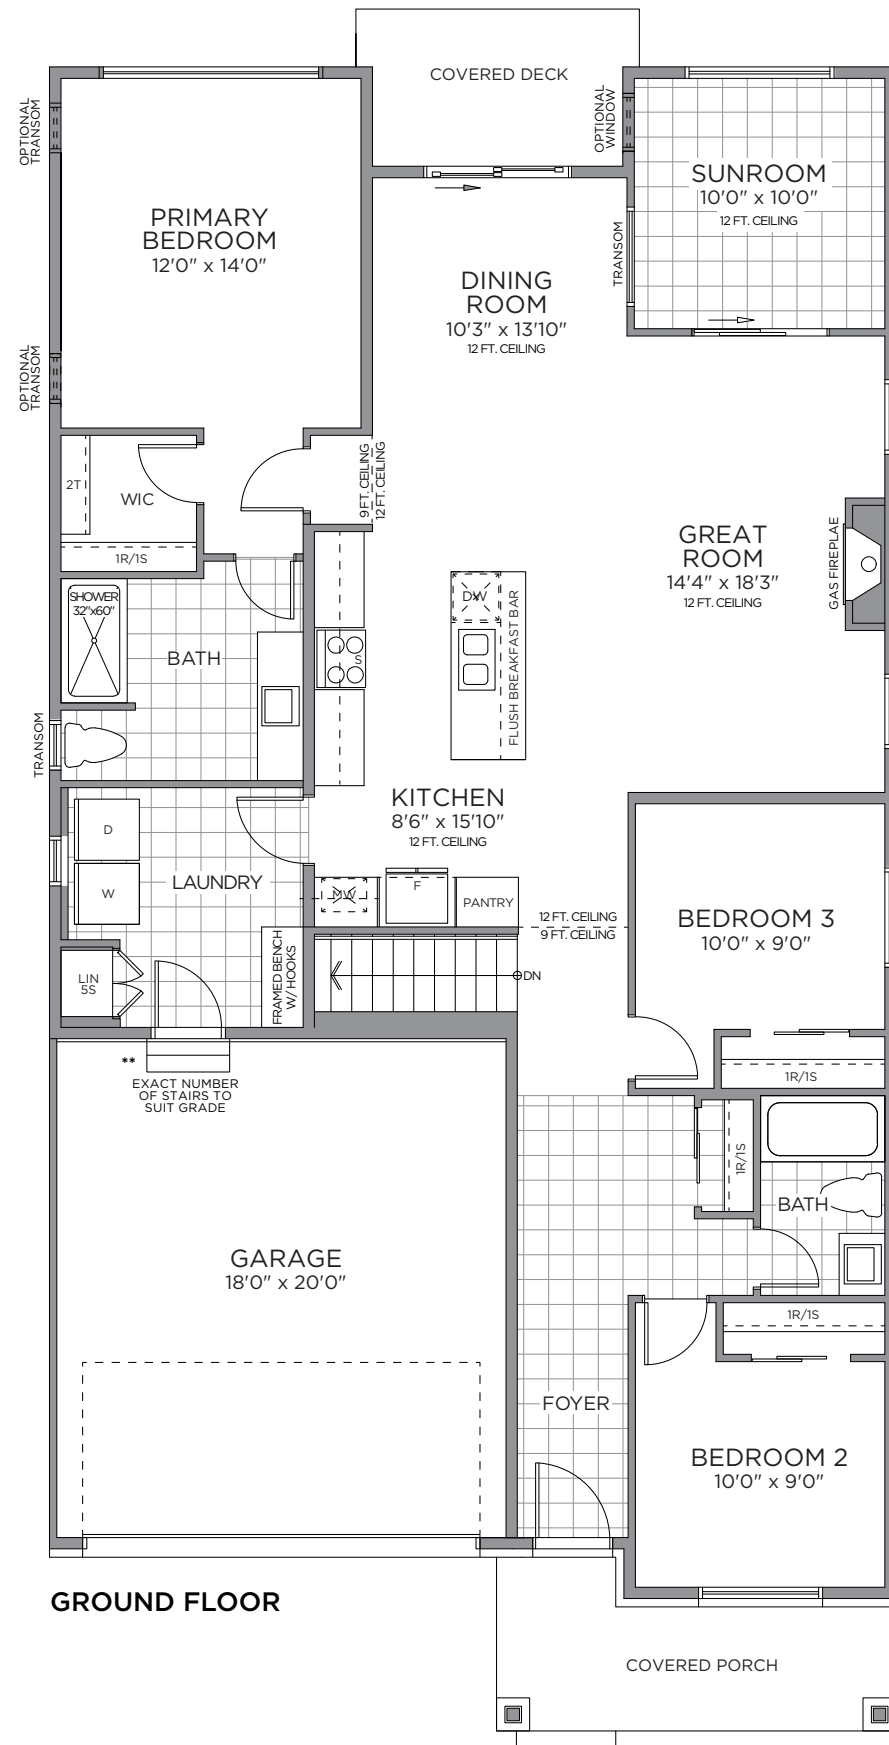 COVERED DECK
OPTIONAL
TRANSOM
OPTIONAL
WINDOW
SUNROOM
10'0" x 10'0"
12 FT. CEILING
PRIMARY
BEDROOM
12'0" x 14'0"
TRANSOM
DINING
ROOM
10'3" x 13'10"
12 FT. CEILING
OPTIONAL
TRANSOM
9 FT. CEILING
12 FT. CEILING
2T
WIC
1R/1S
GREAT
ROOM
14'4" x 18'3"
12 FT. CEILING
GAS FIREPLAE
SHOWER
32"x60"
DW
FLUSH BREAKFAST BAR
BATH
S
TRANSOM
KITCHEN
8'6" x 15'10"
12 FT. CEILING
D
W
LAUNDRY
MW
F
PANTRY
12 FT. CEILING
9 FT. CEILING
BEDROOM 3
10'0" x 9'0"
LIN
5S
FRAMED BENCH
W/ HOOKS
DN
**
EXACT NUMBER
OF STAIRS TO
SUIT GRADE
1R/1S
1R/1S
BATH
GARAGE
18'0" x 20'0"
1R/1S
FOYER
BEDROOM 2
10'0" x 9'0"
GROUND FLOOR
COVERED PORCH